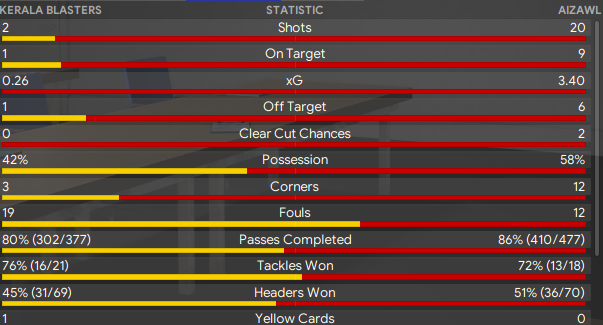 KERALA BLASTERS STATISTIC AIZAWL
2 Shots 20
1 On Target 9
0.26 xG 3.40
1 Off Target 6
0 Clear Cut Chances 2
42% Possession 58%
3 Corners 12
19 Fouls 12
80% (302/377) Passes Completed 86% (410/477)
76% (16/21) Tackles Won 72% (13/18)
45% (31/69) Headers Won 51% (36/70)
1 Yellow Cards 0